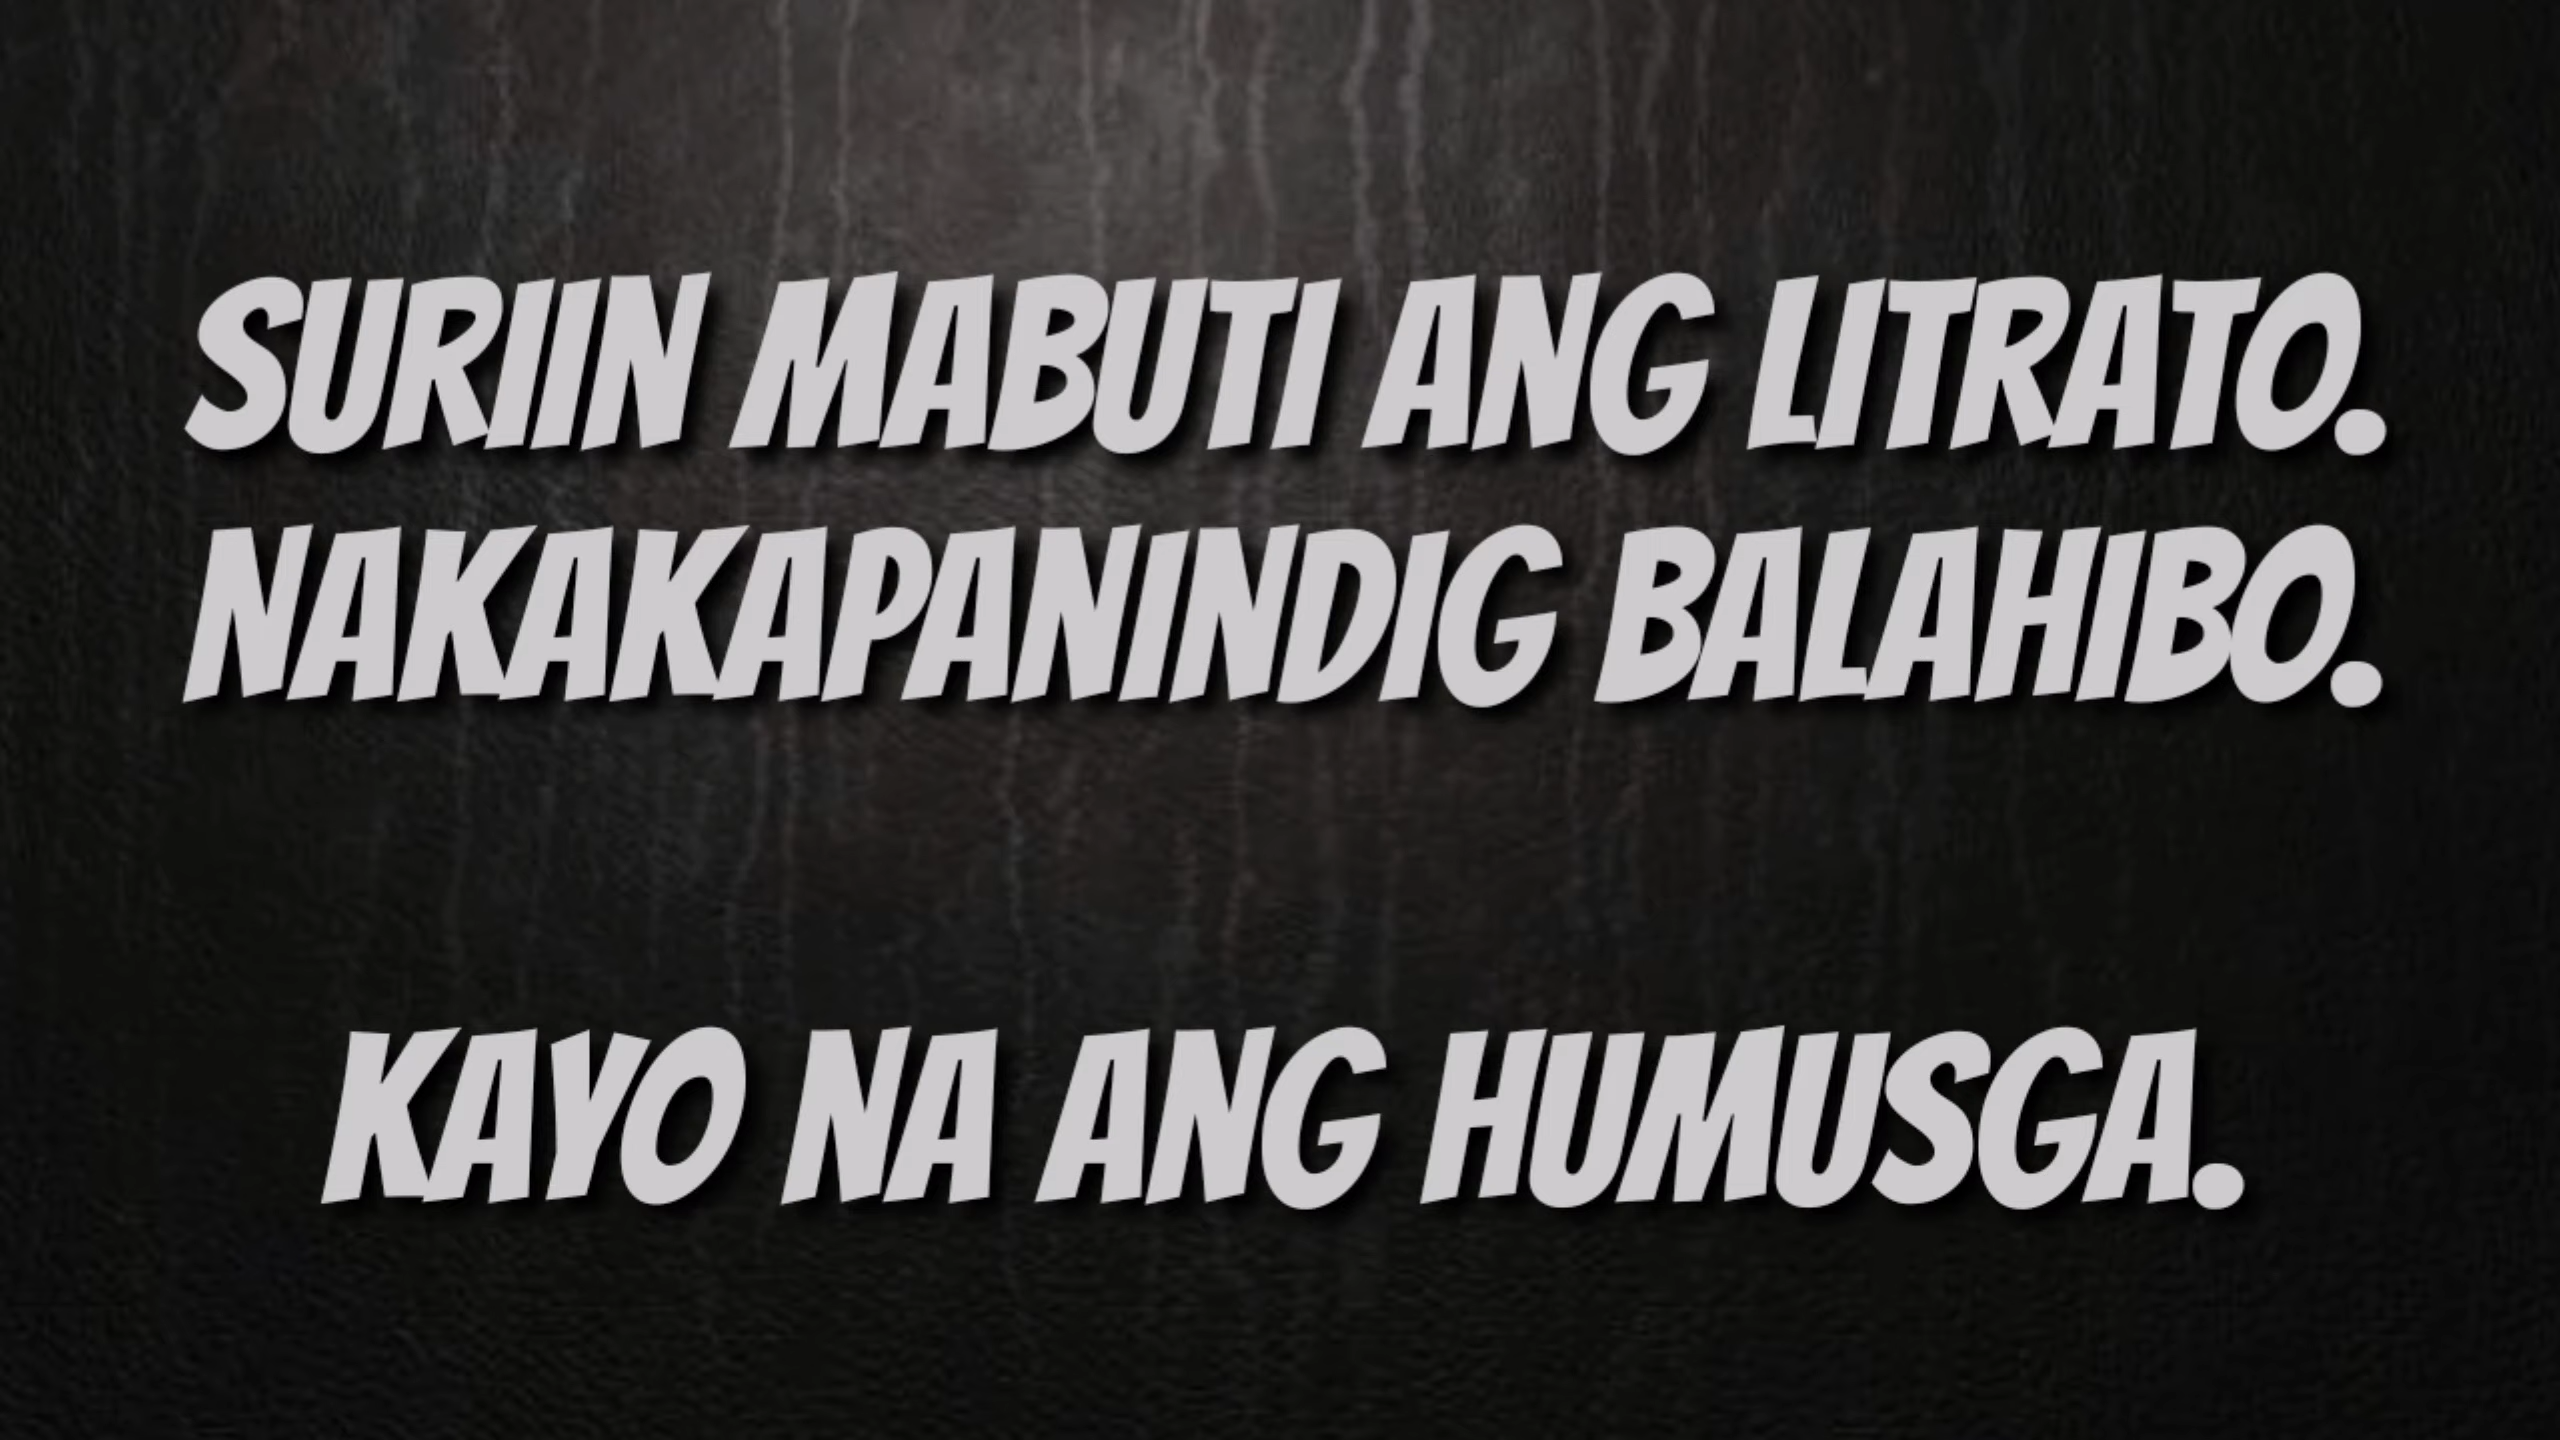 SURIIN MABUTI ANG LITRATO.
NAKAKAPANINDIG BALAHIBO.
KAYO NA ANG HUMUSGA.